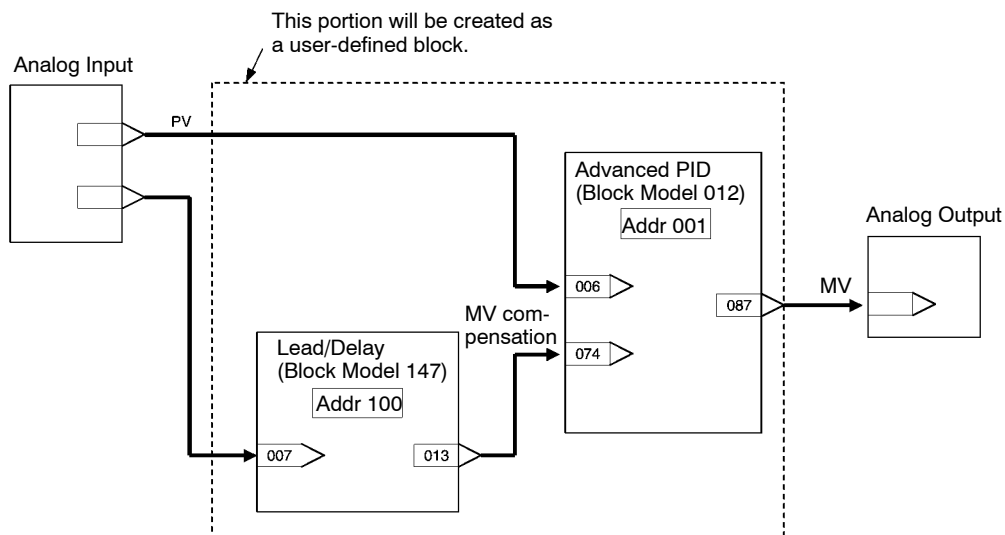 This portion will be created as
a user-defined block.
Analog Input
PV
Advanced PID
(Block Model 012)
Addr 001
Analog Output
006
087
MV
MV com-
pensation
074
Lead/Delay
(Block Model 147)
Addr 100
007
013